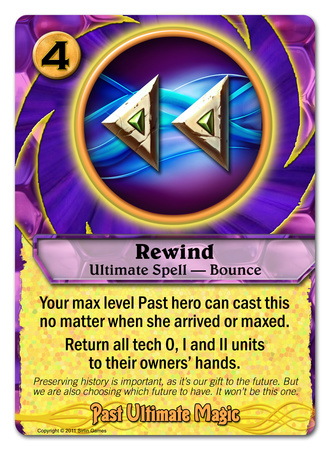 4
Rewind
Ultimate Spell — Bounce
Your max level Past hero can cast this
no matter when she arrived or maxed.
Return all tech 0, I and II units
to their owners' hands.
Preserving history is important, as it's our gift to the future. But
we are also choosing which future to have. It won't be this one.
Past Ultimate Magic
Copyright © 2011 Sirlin Games